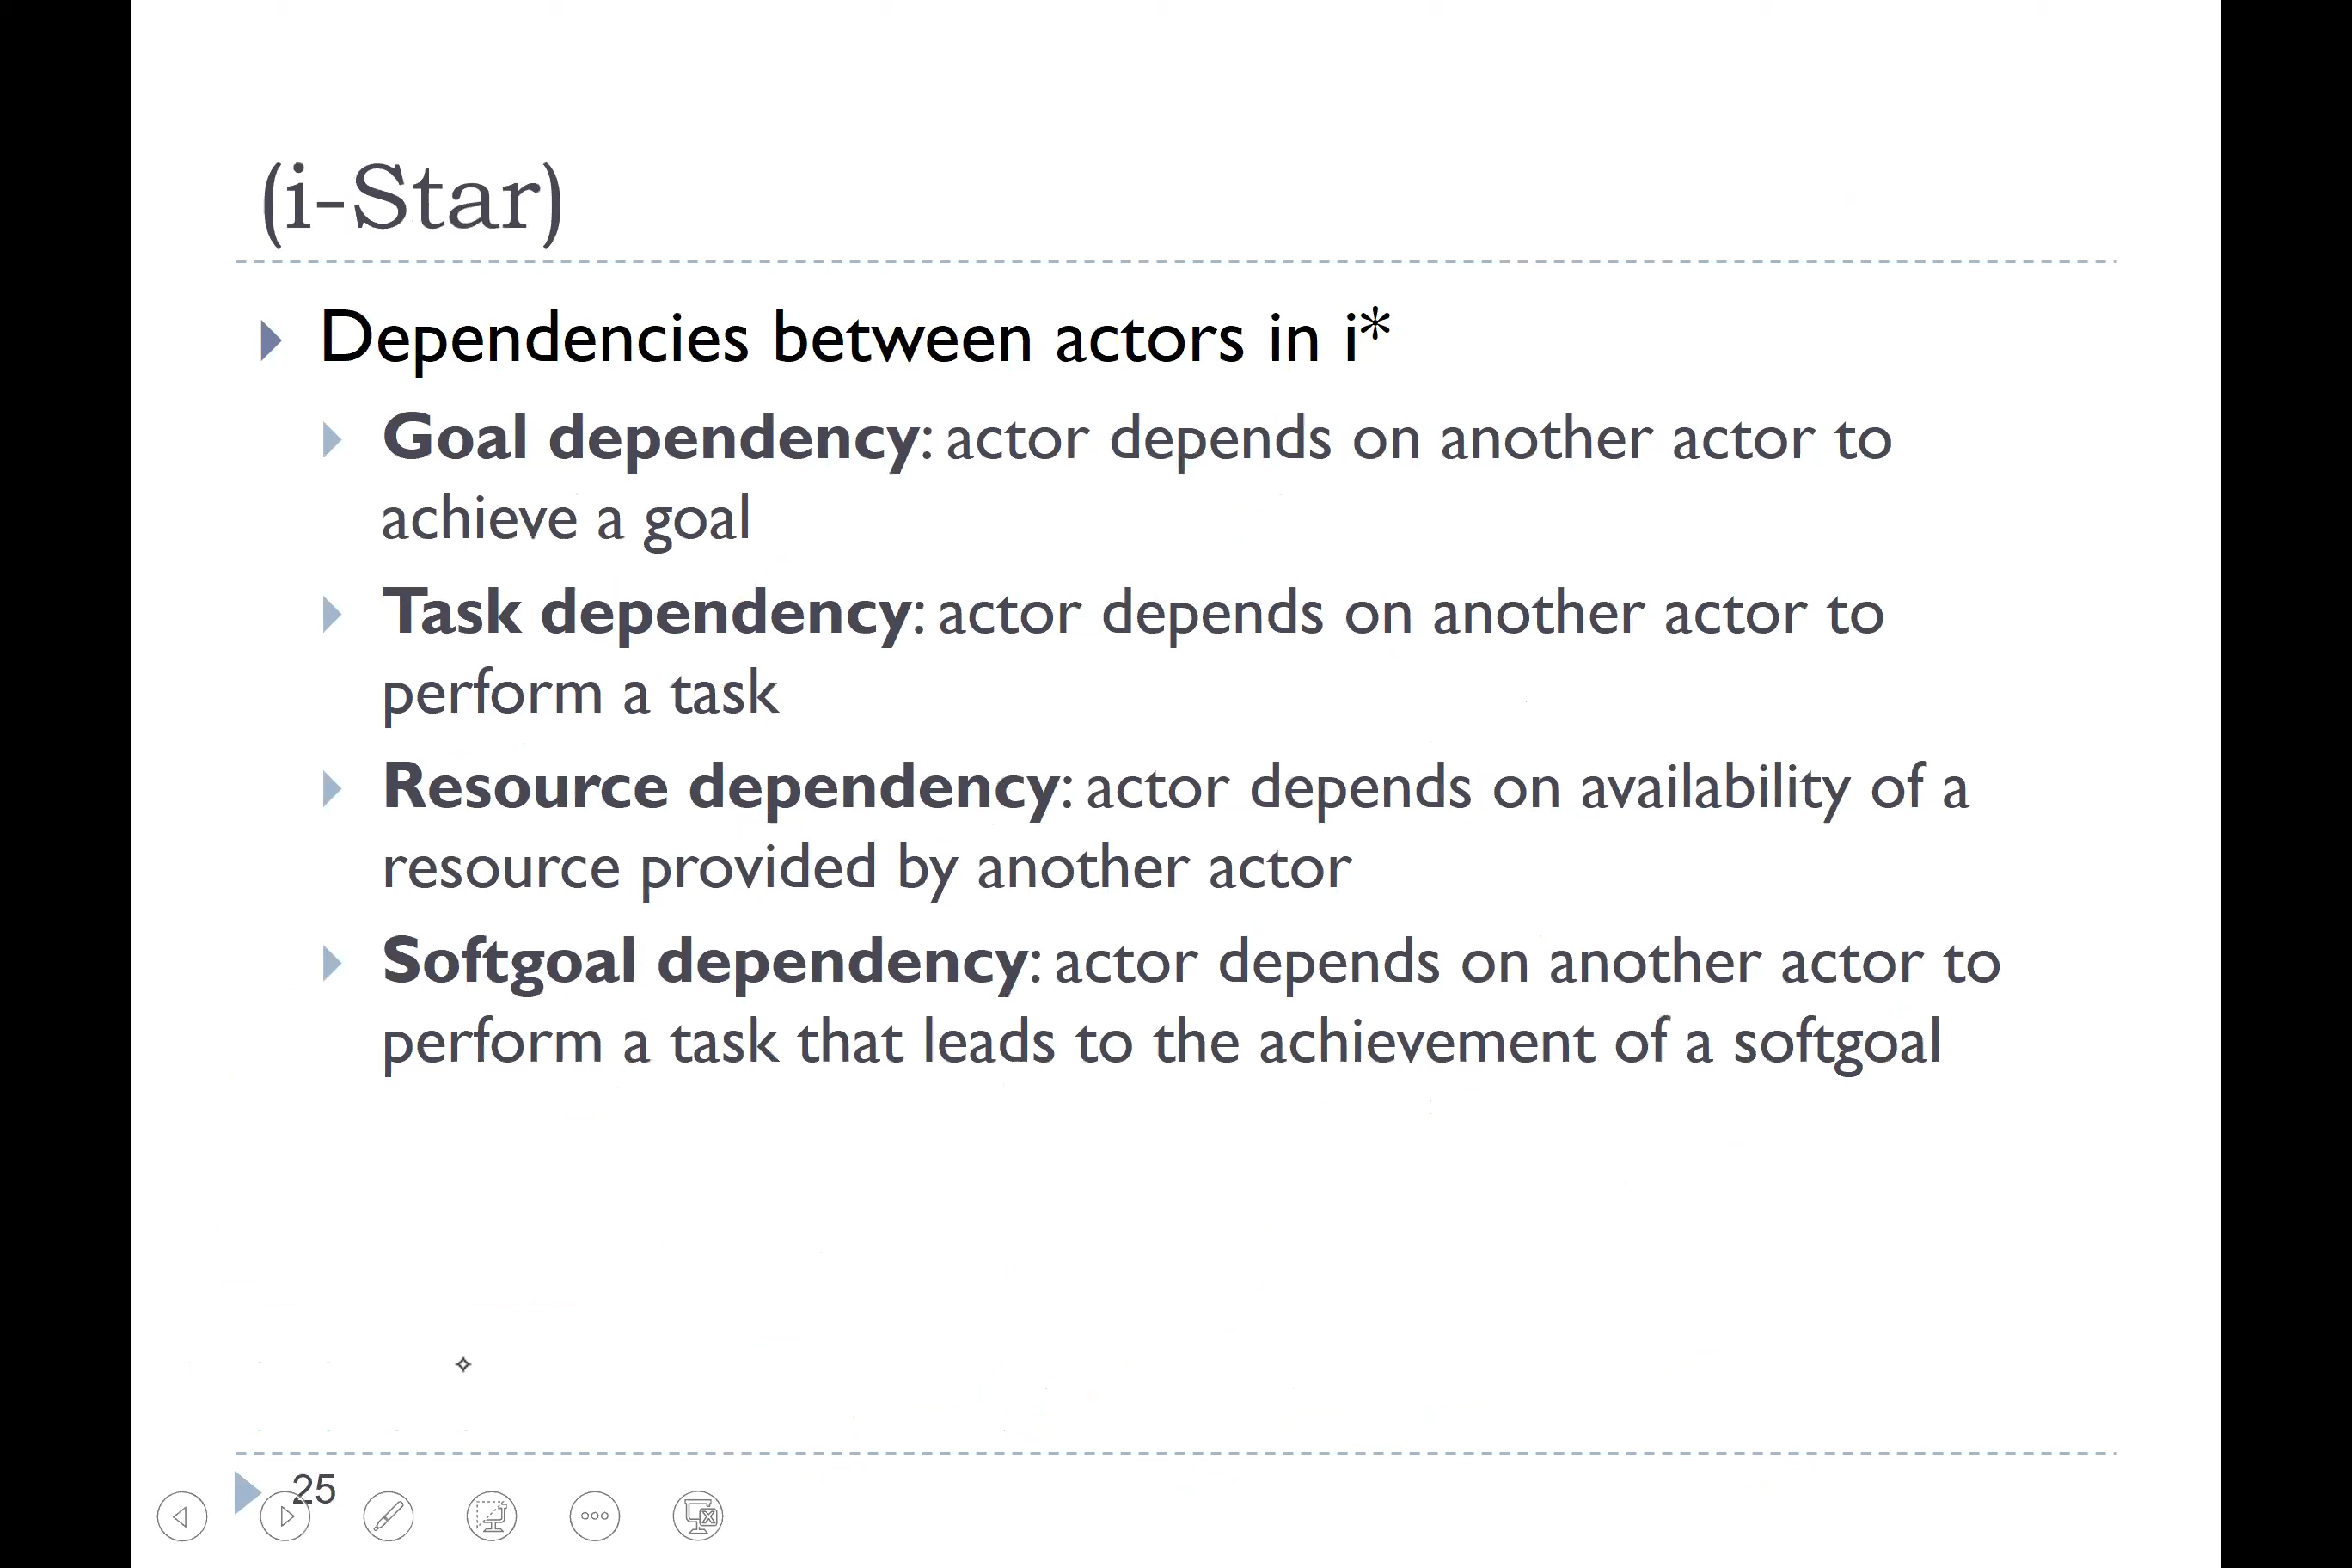 (i-Star)
Dependencies between actors in i*
Goal dependency: actor depends on another actor to
achieve a goal
Task dependency: actor depends on another actor to
perform a task
Resource dependency: actor depends on availability of a
resource provided by another actor
Softgoal dependency: actor depends on another actor to
perform a task that leads to the achievement of a softgoal
25